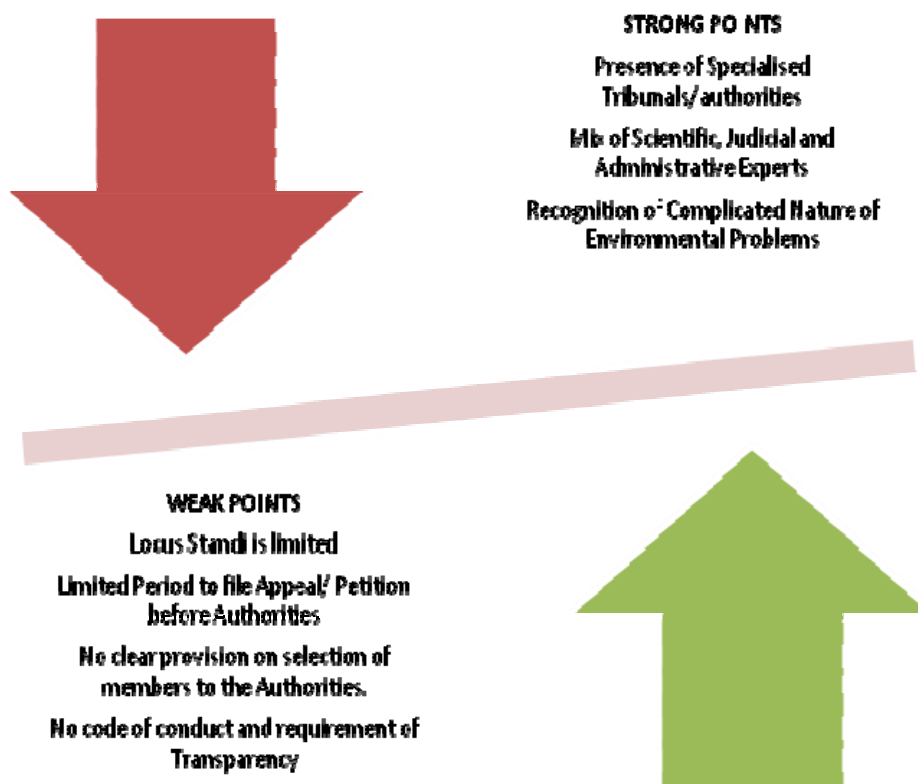 STRONG PO NTS
Presence of Specialised
Tribunals/authorities
Mix of Scientific, Judicial and
Administrative Experts
Recognition of Complicated Nature of
Environmental Problems
WEAK POINTS
Locus Standi is limited
Limited Period to file Appeal/ Petition
before Authorities
No clear provision on selection of
members to the Authorities.
No code of conduct and requirement of
Transparency